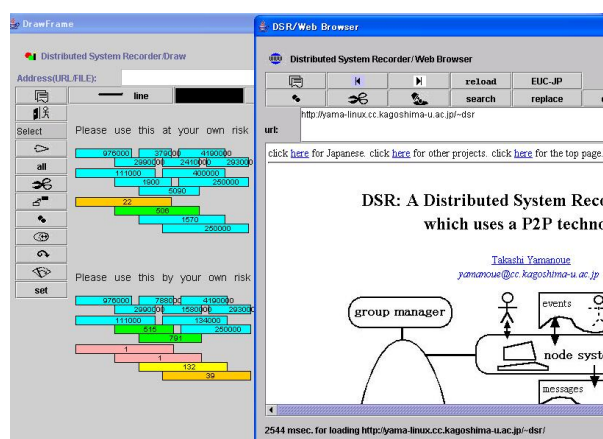 DrawFrame
Distributed System Recorder/Draw
Address(URL/FILE):
line
Select
all
set
Please use this at your own risk
976000 379000 4190000
2990000 2410000 293000
111000 400000
1900 250000
5090
22
506
1570
250000
Please use this by your own risk
976000 788000 4190000
2990000 1580000 29300
111000 134000
515 250000
791
1
1
132
39
DSR/Web Browser
Distributed System Recorder/Web Browser
reload EUC-JP
search replace
http://yama-linux.cc.kagoshima-u.ac.jp/~dsr
url:
click here for Japanese. click here for other projects. click here for the top page.
DSR: A Distributed System Reco
which uses a P2P techno
Takashi Yamanoue
yamanoue@cc.kagoshima-u.ac.jp
group manager
events
node syst
messages
2544 msec. for loading http://yama-linux.cc.kagoshima-u.ac.jp/~dsr/